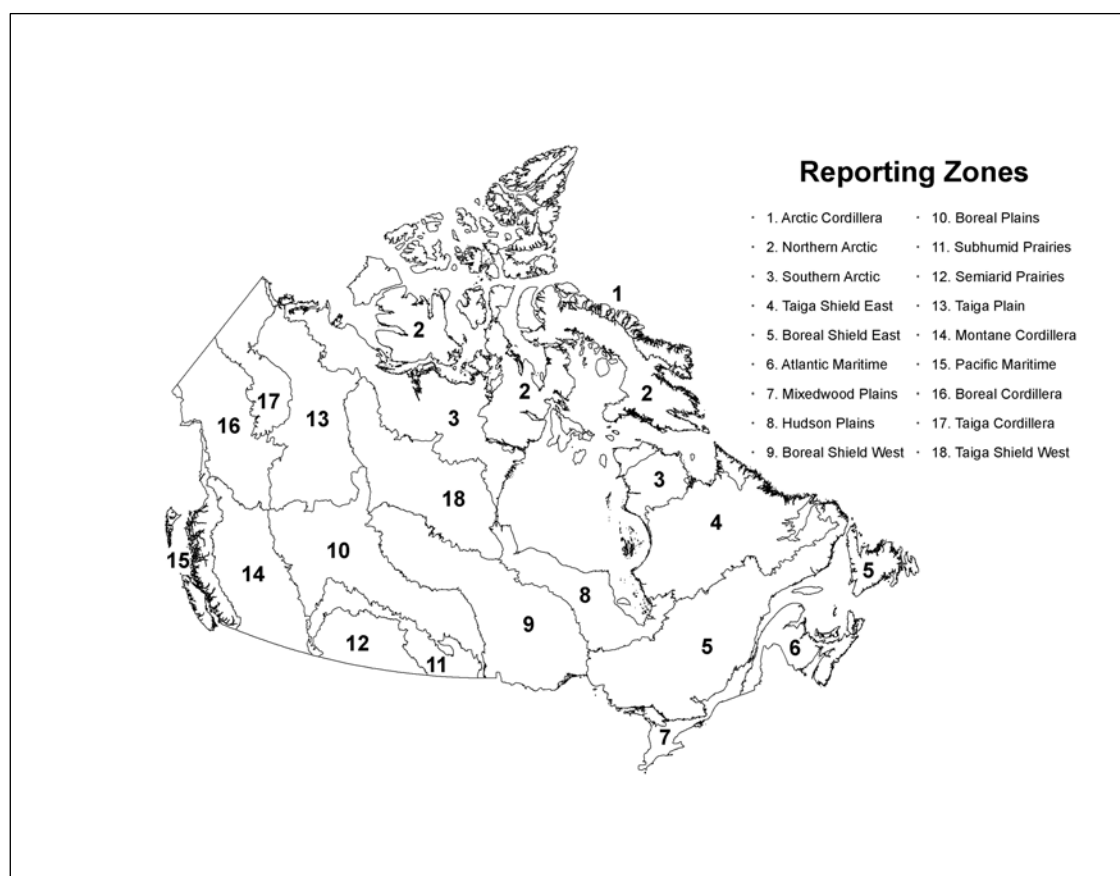 Reporting Zones
· 1. Arctic Cordillera
· 2. Northern Arctic
· 3. Southern Arctic
· 4. Taiga Shield East
· 5. Boreal Shield East
· 6. Atlantic Maritime
· 7. Mixedwood Plains
· 8. Hudson Plains
· 9. Boreal Shield West
· 10. Boreal Plains
· 11. Subhumid Prairies
· 12. Semiarid Prairies
· 13. Taiga Plain
· 14. Montane Cordillera
· 15. Pacific Maritime
· 16. Boreal Cordillera
· 17. Taiga Cordillera
· 18. Taiga Shield West
1
2
2
2
17
16
13
3
3
18
4
10
15
14
5
8
9
12
11
5
6
7